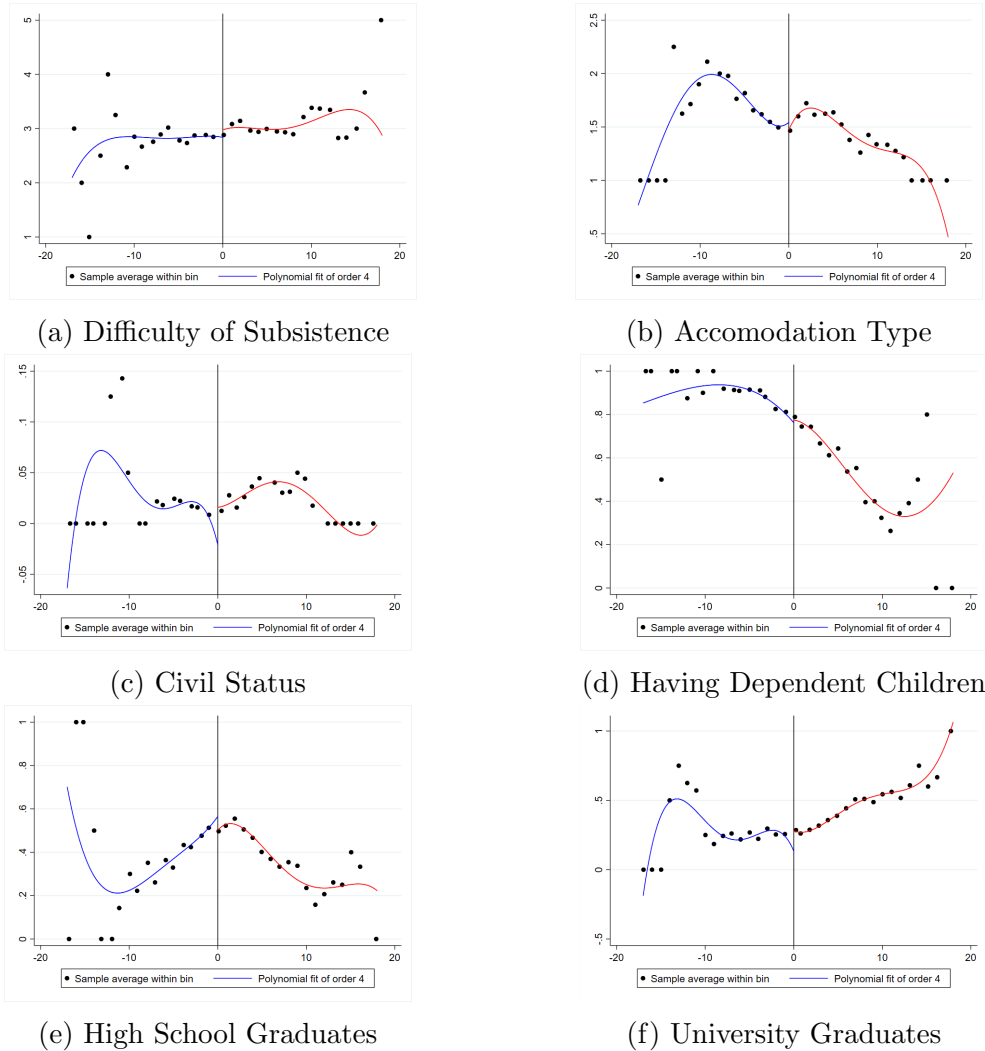 5
4
3
2
1
-20 -10 0 10 20
Sample average within bin Polynomial fit of order 4
(a) Difficulty of Subsistence
2.5
2
1.5
1
.5
-20 -10 0 10 20
Sample average within bin Polynomial fit of order 4
(b) Accomodation Type
.15
.1
.05
0
-.05
-20 -10 0 10 20
Sample average within bin Polynomial fit of order 4
(c) Civil Status
1
.8
.6
.4
.2
0
-20 -10 0 10 20
Sample average within bin Polynomial fit of order 4
(d) Having Dependent Children
1
.8
.6
.4
.2
0
-20 -10 0 10 20
Sample average within bin Polynomial fit of order 4
(e) High School Graduates
1
.5
0
-.5
-20 -10 0 10 20
Sample average within bin Polynomial fit of order 4
(f) University Graduates